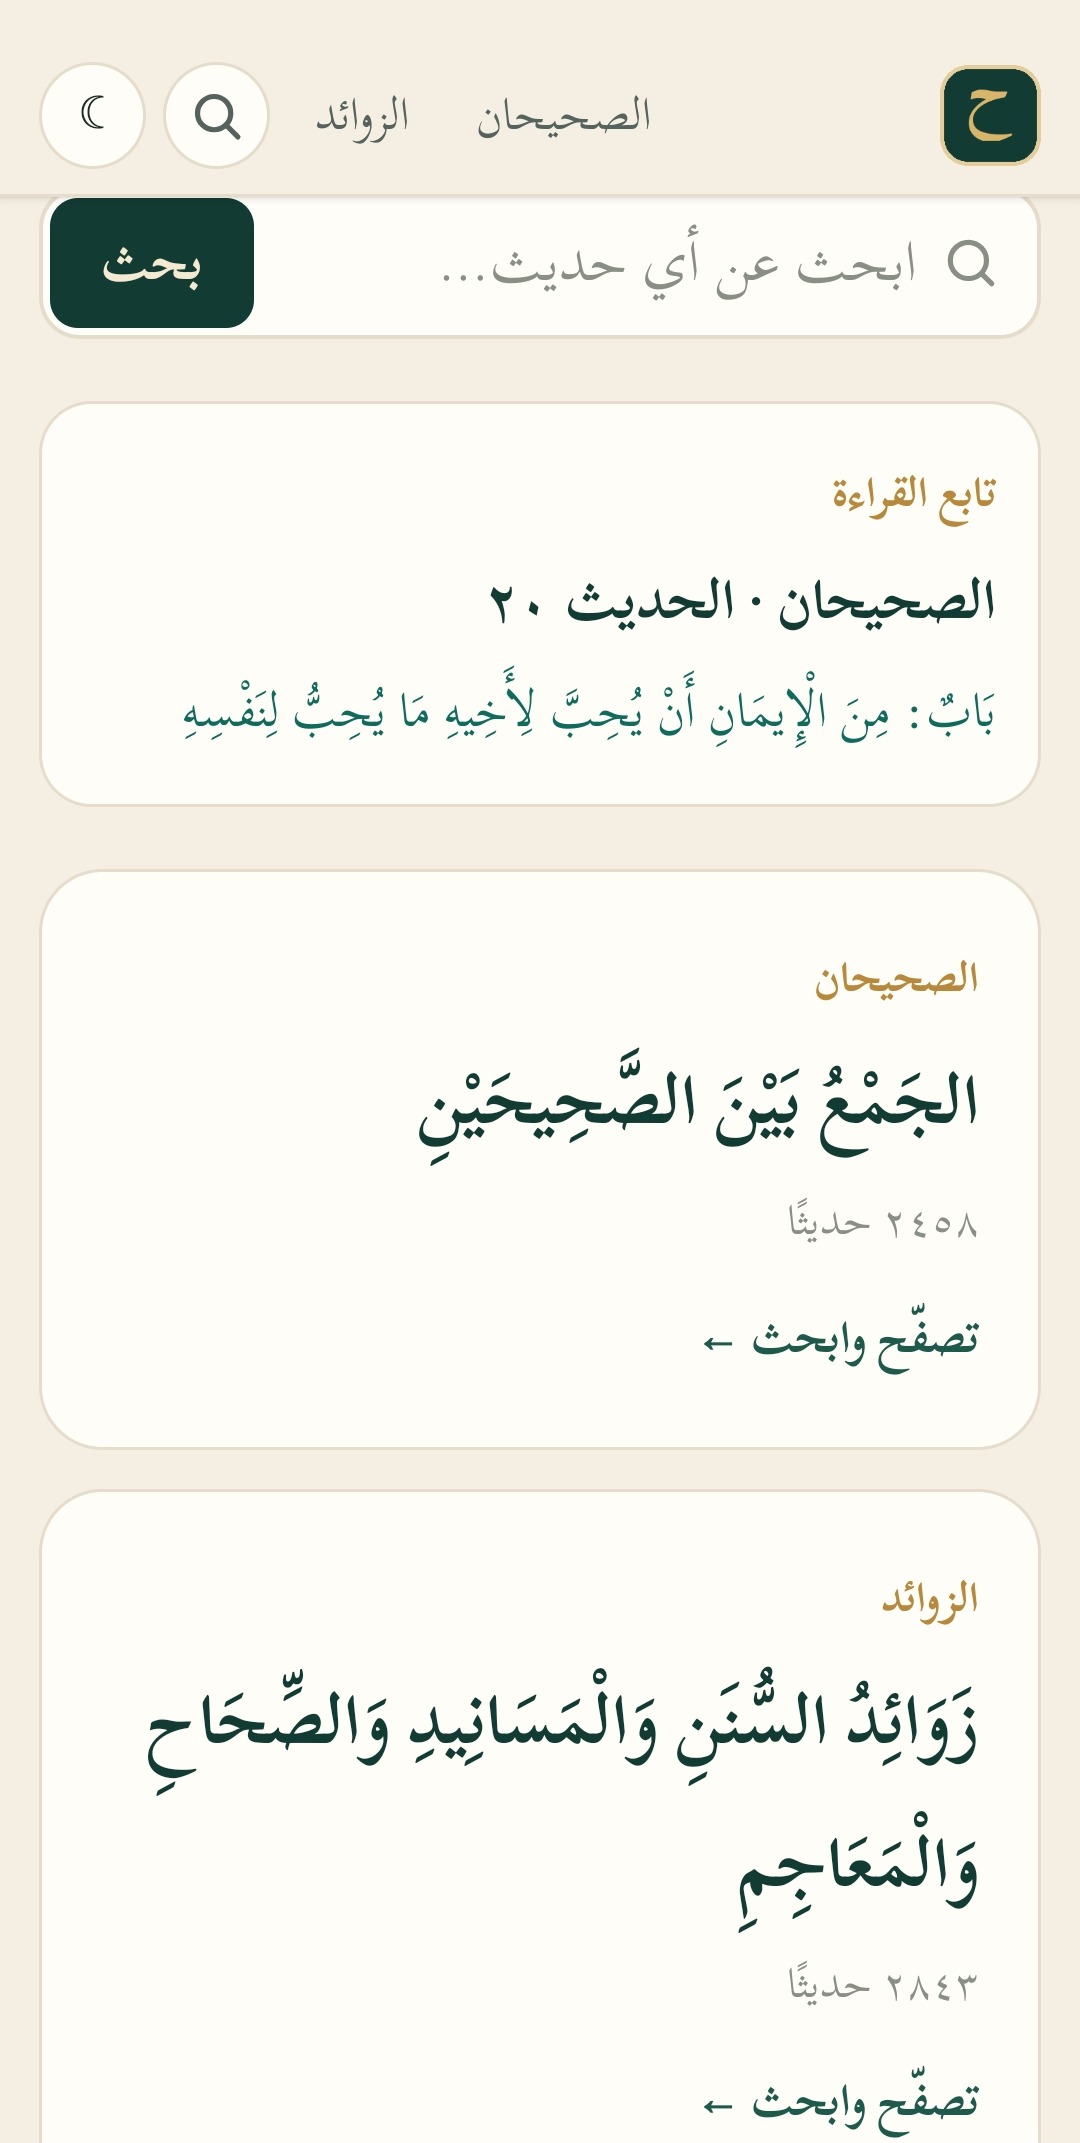 ح
الصحيحان الزوائد
ابحث عن أي حديث... بحث
تابع القراءة
الصحيحان · الحديث ٢٠
بَابٌ: مِنَ الْإِيمَانِ أَنْ يُحِبَّ لِأَخِيهِ مَا يُحِبُّ لِنَفْسِهِ
الصحيحان
الجَمْعُ بَيْنَ الصَّحِيحَيْنِ
٢٤٥٨ حديثًا
تصفّح وابحث ←
الزوائد
زَوَائِدُ السُّنَنِ وَالْمَسَانِيدِ وَالصِّحَاحِ
وَالْمَعَاجِمِ
٢٨٤٣ حديثًا
تصفّح وابحث ←